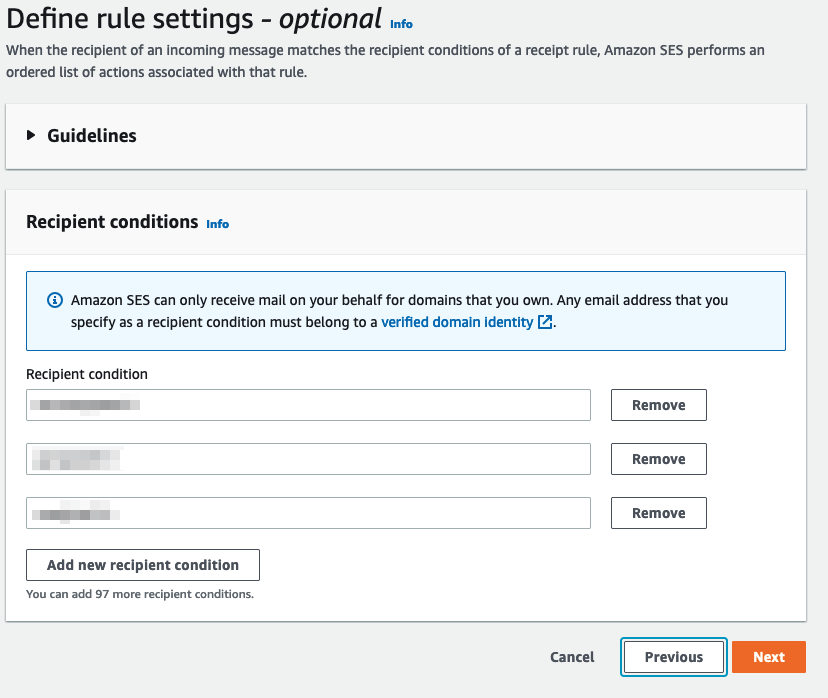 Define rule settings - optional Info
When the recipient of an incoming message matches the recipient conditions of a receipt rule, Amazon SES performs an
ordered list of actions associated with that rule.
Guidelines
Recipient conditions Info
Amazon SES can only receive mail on your behalf for domains that you own. Any email address that you
specify as a recipient condition must belong to a verified domain identity.
Recipient condition
Remove
Remove
Remove
Add new recipient condition
You can add 97 more recipient conditions.
Cancel Previous Next